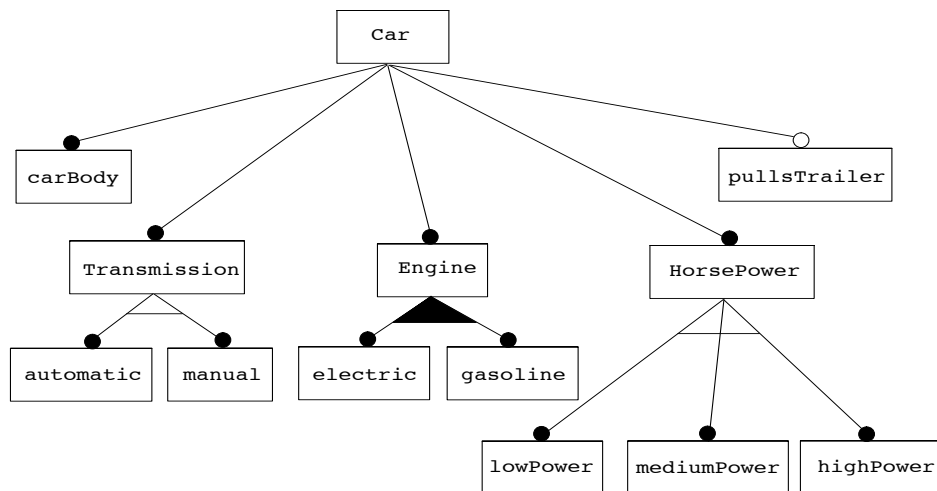 Car
carBody
pullsTrailer
Transmission
Engine
HorsePower
automatic
manual
electric
gasoline
lowPower
mediumPower
highPower